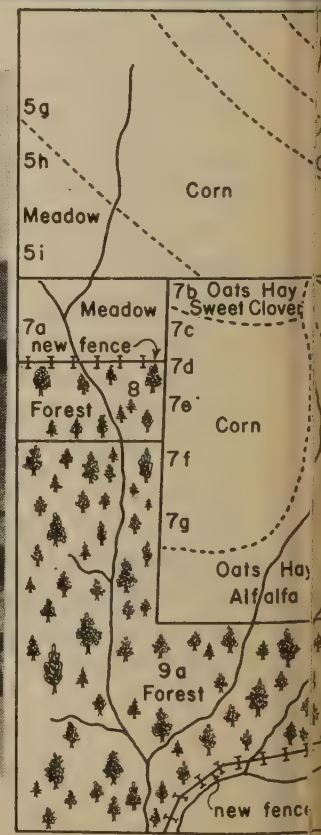 5g
5h
Corn
Meadow
5i
7b Oats Hay
Meadow
Sweet Clover
7a
7c
new fence
7d
8
7e
Forest
Corn
7f
7g
Oats Hay
Alfalfa
9a
Forest
new fence